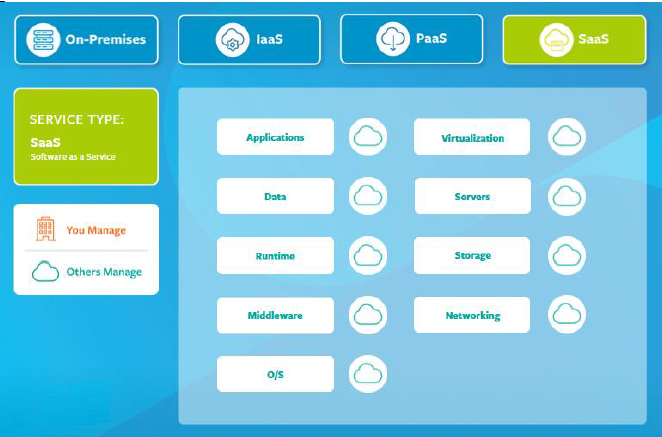 On-Premises
IaaS
PaaS
SaaS
SERVICE TYPE:
SaaS
Software as a Service
You Manage
Others Manage
Applications
Virtualization
Data
Servers
Runtime
Storage
Middleware
Networking
O/S